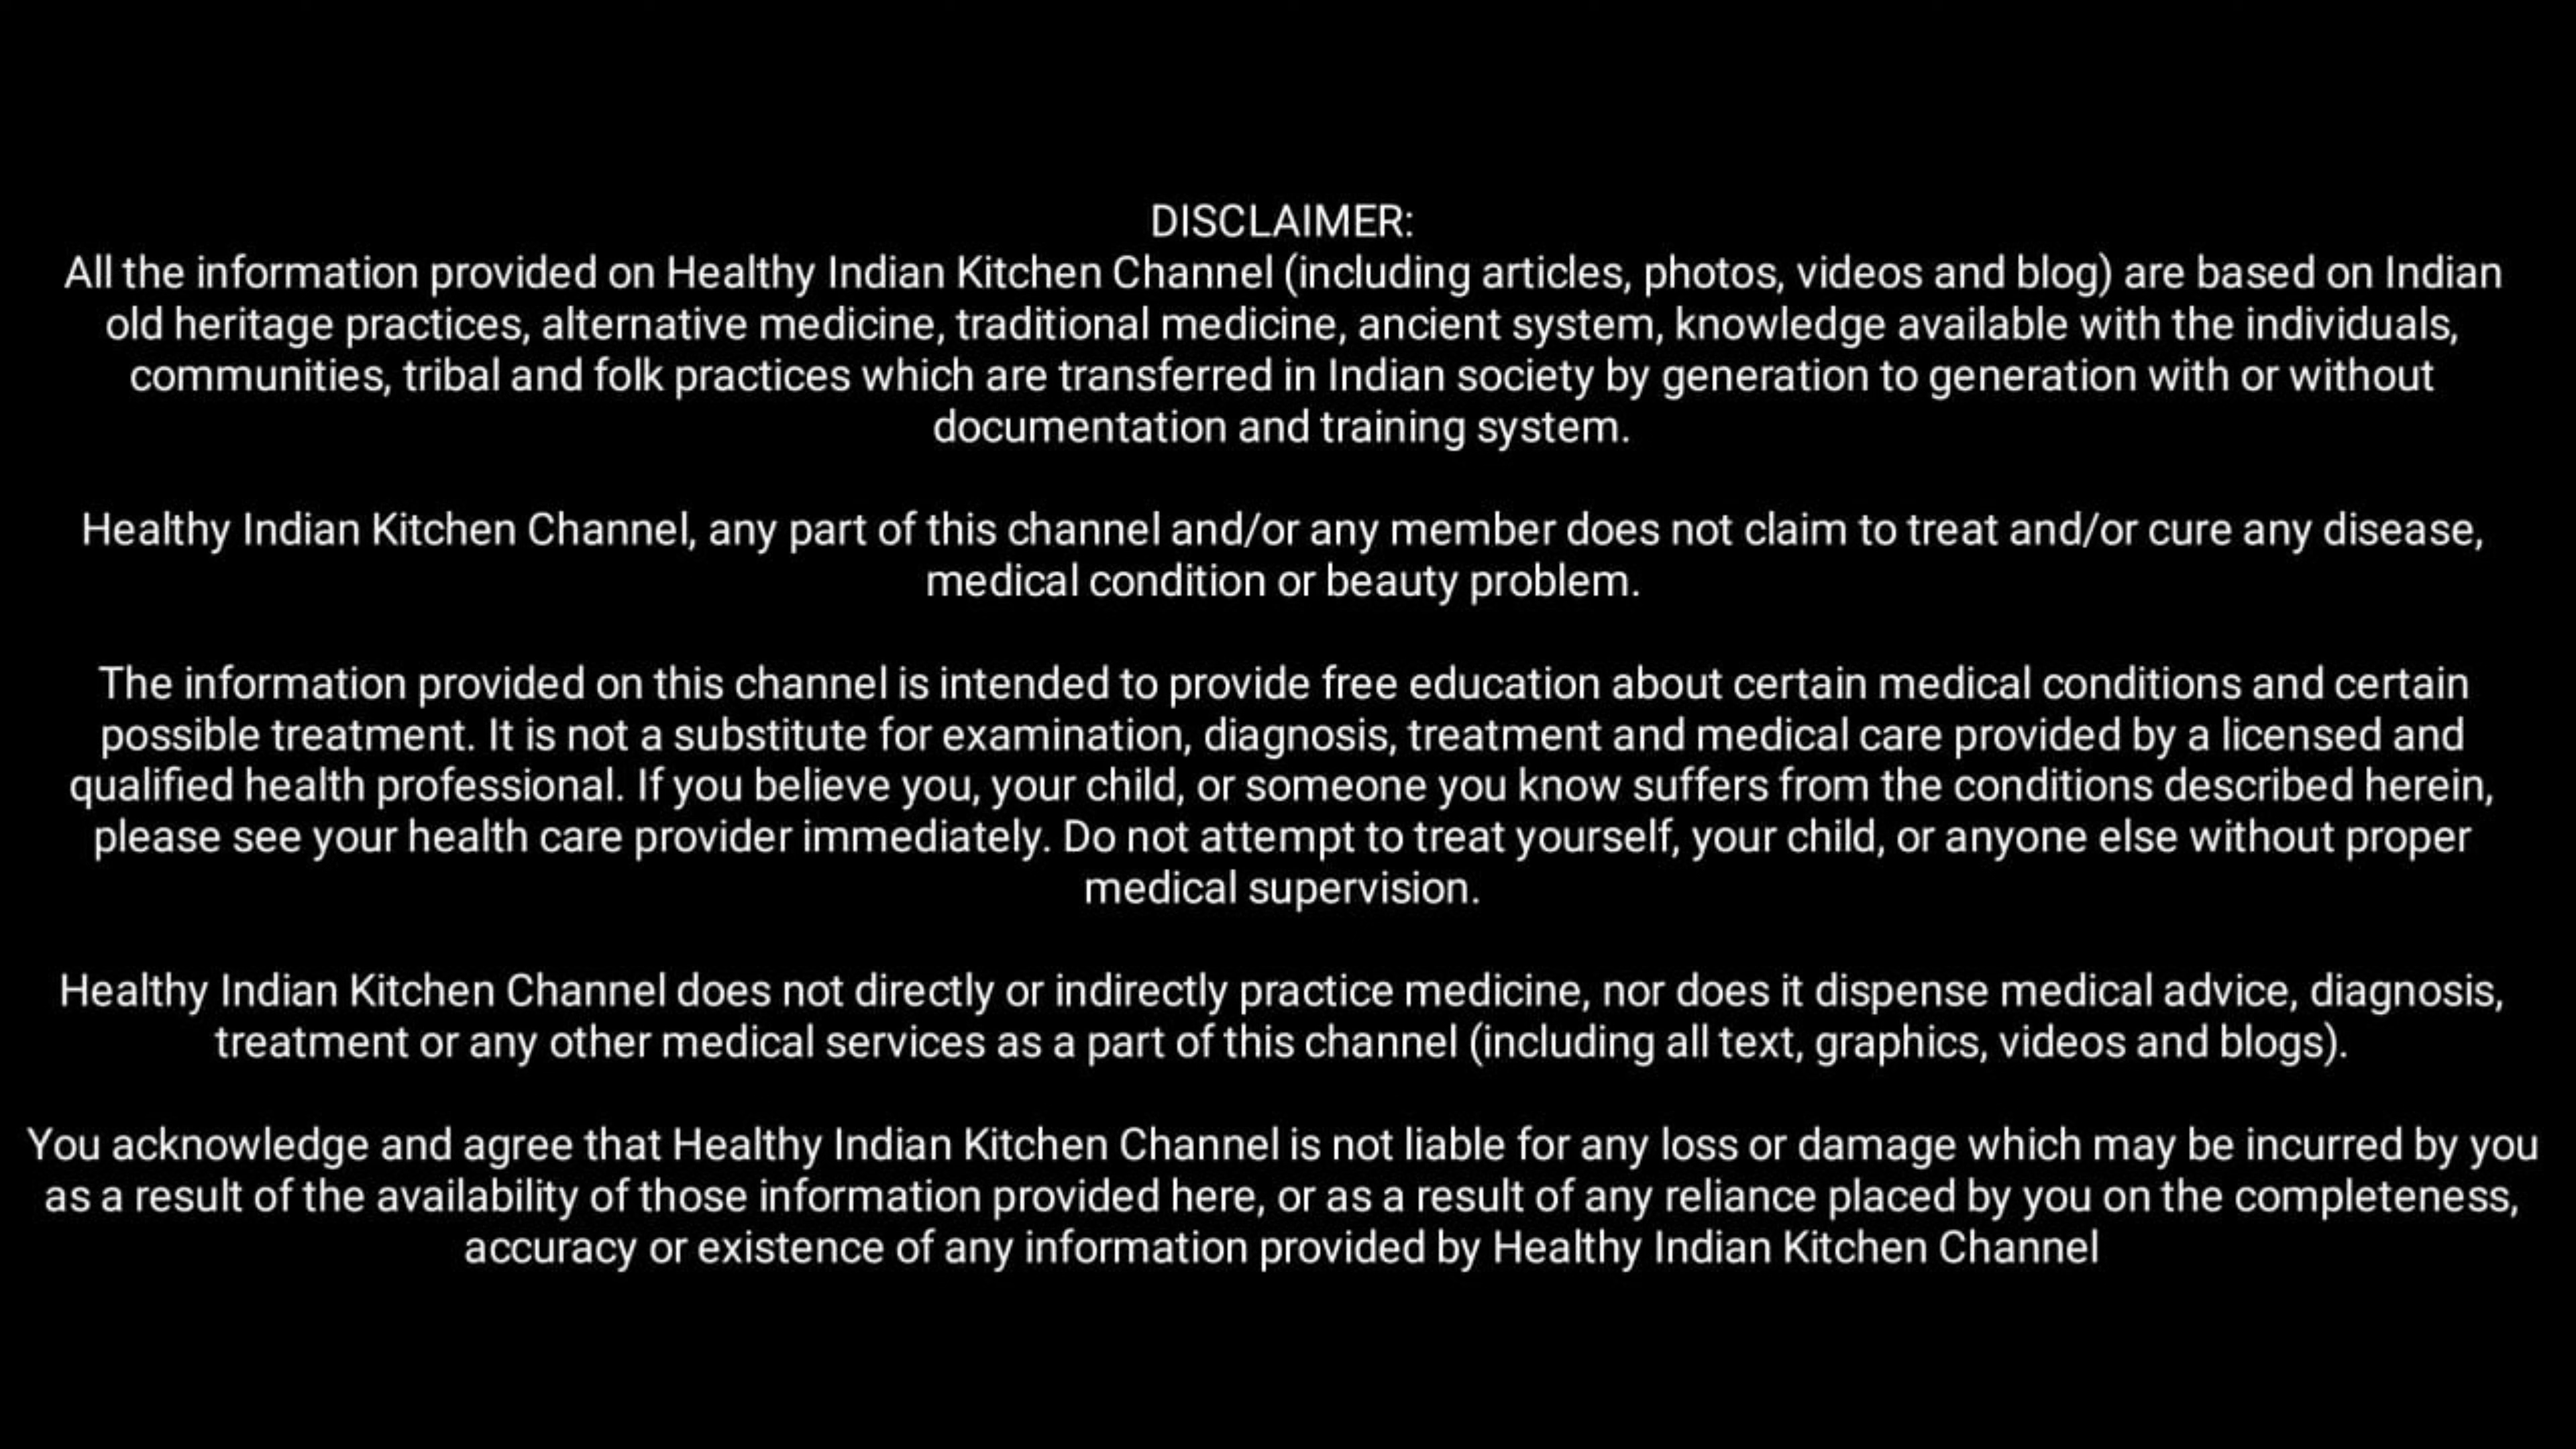 DISCLAIMER:
All the information provided on Healthy Indian Kitchen Channel (including articles, photos, videos and blog) are based on Indian
old heritage practices, alternative medicine, traditional medicine, ancient system, knowledge available with the individuals,
communities, tribal and folk practices which are transferred in Indian society by generation to generation with or without
documentation and training system.
Healthy Indian Kitchen Channel, any part of this channel and/or any member does not claim to treat and/or cure any disease,
medical condition or beauty problem.
The information provided on this channel is intended to provide free education about certain medical conditions and certain
possible treatment. It is not a substitute for examination, diagnosis, treatment and medical care provided by a licensed and
qualified health professional. If you believe you, your child, or someone you know suffers from the conditions described herein,
please see your health care provider immediately. Do not attempt to treat yourself, your child, or anyone else without proper
medical supervision.
Healthy Indian Kitchen Channel does not directly or indirectly practice medicine, nor does it dispense medical advice, diagnosis,
treatment or any other medical services as a part of this channel (including all text, graphics, videos and blogs).
You acknowledge and agree that Healthy Indian Kitchen Channel is not liable for any loss or damage which may be incurred by you
as a result of the availability of those information provided here, or as a result of any reliance placed by you on the completeness,
accuracy or existence of any information provided by Healthy Indian Kitchen Channel